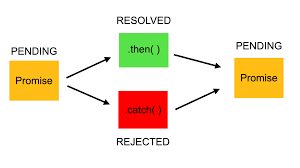 RESOLVED
PENDING
Promise
.then( )
.catch( )
REJECTED
PENDING
Promise